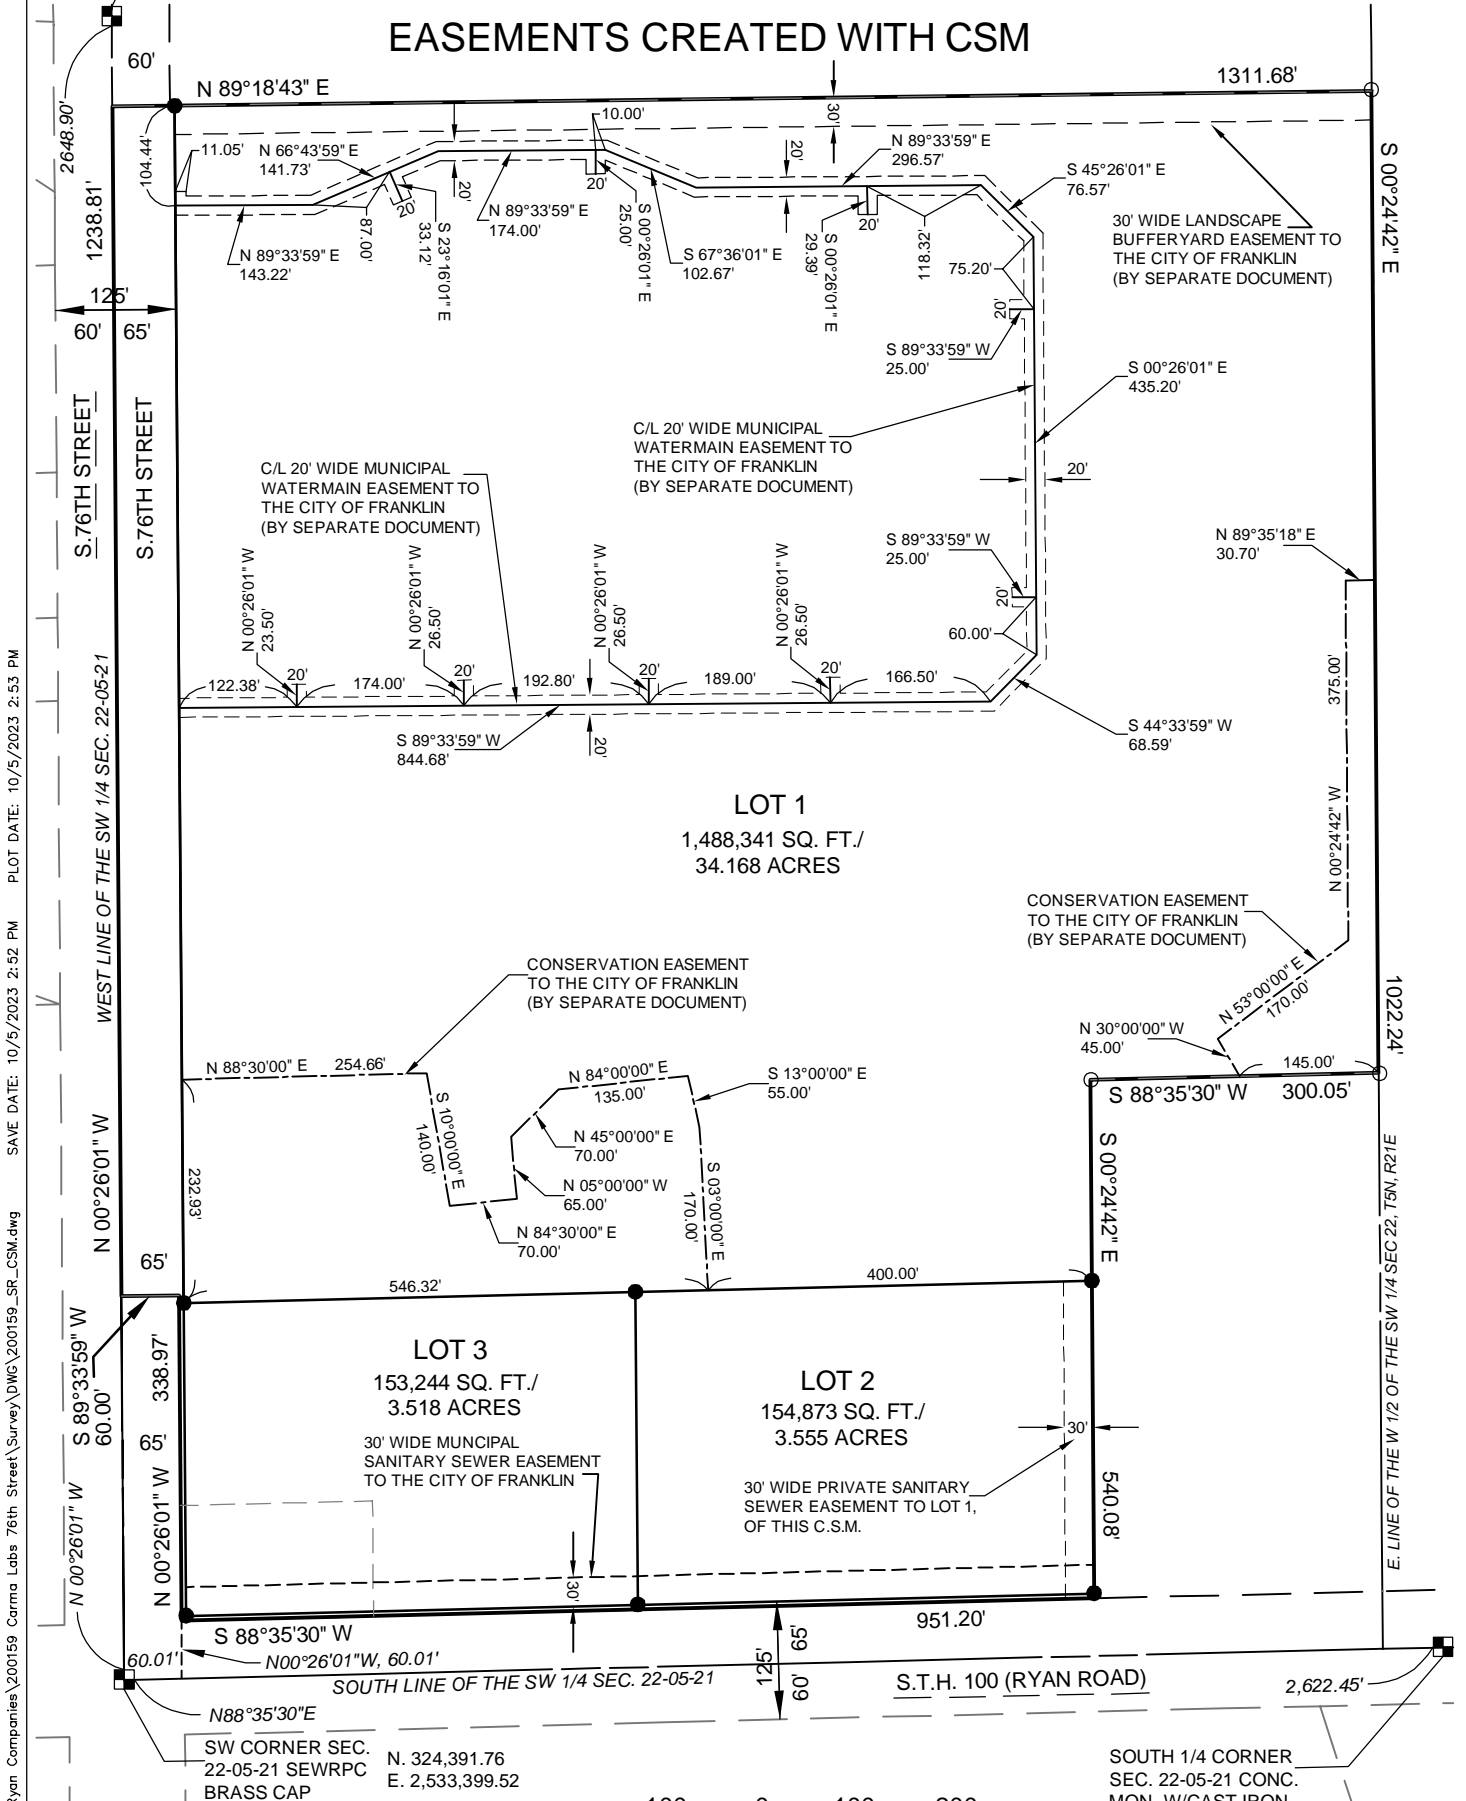 EASEMENTS CREATED WITH CSM
60'
N 89°18'43" E
1311.68'
2648.90'
104.44'
11.05'
N 66°43'59" E
141.73'
10.00'
30'
20'
N 89°33'59" E
296.57'
S 45°26'01" E
76.57'
S 00°24'42" E
1238.81'
20'
20'
20'
20'
N 89°33'59" E
174.00'
S 00°26'01" E
25.00'
S 67°36'01" E
102.67'
S 00°26'01" E
29.39'
118.32'
30' WIDE LANDSCAPE
BUFFERYARD EASEMENT TO
THE CITY OF FRANKLIN
(BY SEPARATE DOCUMENT)
N 89°33'59" E
143.22'
87.00'
S 23°16'01" E
33.12'
75.20'
125'
60'
65'
20'
S 89°33'59" W
25.00'
S 00°26'01" E
435.20'
S.76TH STREET
S.76TH STREET
C/L 20' WIDE MUNICIPAL
WATERMAIN EASEMENT TO
THE CITY OF FRANKLIN
(BY SEPARATE DOCUMENT)
C/L 20' WIDE MUNICIPAL
WATERMAIN EASEMENT TO
THE CITY OF FRANKLIN
(BY SEPARATE DOCUMENT)
20'
N 89°35'18" E
30.70'
S 89°33'59" W
25.00'
20'
60.00'
N 00°26'01" W
23.50'
N 00°26'01" W
26.50'
N 00°26'01" W
26.50'
N 00°26'01" W
26.50'
20'
20'
20'
20'
122.38'
174.00'
192.80'
189.00'
166.50'
S 89°33'59" W
844.68'
20'
S 44°33'59" W
68.59'
375.00'
N 00°24'42" W
WEST LINE OF THE SW 1/4 SEC. 22-05-21
LOT 1
1,488,341 SQ. FT./
34.168 ACRES
CONSERVATION EASEMENT
TO THE CITY OF FRANKLIN
(BY SEPARATE DOCUMENT)
CONSERVATION EASEMENT
TO THE CITY OF FRANKLIN
(BY SEPARATE DOCUMENT)
N 53°00'00" E
170.00'
1022.24'
N 30°00'00" W
45.00'
145.00'
S 88°35'30" W
300.05'
N 88°30'00" E
254.66'
N 84°00'00" E
135.00'
S 13°00'00" E
55.00'
S 10°00'00" E
140.00'
N 45°00'00" E
70.00'
N 05°00'00" W
65.00'
N 84°30'00" E
70.00'
S 03°00'00" E
170.00'
S 00°24'42" E
232.93'
N 00°26'01" W
65'
546.32'
400.00'
E. LINE OF THE W 1/2 OF THE SW 1/4 SEC 22, T5N, R21E
S 89°33'59" W
60.00'
338.97'
LOT 3
153,244 SQ. FT./
3.518 ACRES
LOT 2
154,873 SQ. FT./
3.555 ACRES
65'
30'
30' WIDE MUNCIPAL
SANITARY SEWER EASEMENT
TO THE CITY OF FRANKLIN
30' WIDE PRIVATE SANITARY
SEWER EASEMENT TO LOT 1,
OF THIS C.S.M.
540.08'
N 00°26'01" W
N 00°26'01" W
30'
S 88°35'30" W
951.20'
60.01'
N00°26'01"W, 60.01'
125'
65'
60'
SOUTH LINE OF THE SW 1/4 SEC. 22-05-21
S.T.H. 100 (RYAN ROAD)
2,622.45'
N88°35'30"E
SW CORNER SEC.
22-05-21 SEWRPC
BRASS CAP
N. 324,391.76
E. 2,533,399.52
SOUTH 1/4 CORNER
SEC. 22-05-21 CONC.
MON. W/CAST IRON
100 0 100 200
Ryan Companies\200159 Carma Labs 76th Street\Survey\DWG\200159_SR_CSM.dwg SAVE DATE: 10/5/2023 2:52 PM PLOT DATE: 10/5/2023 2:53 PM